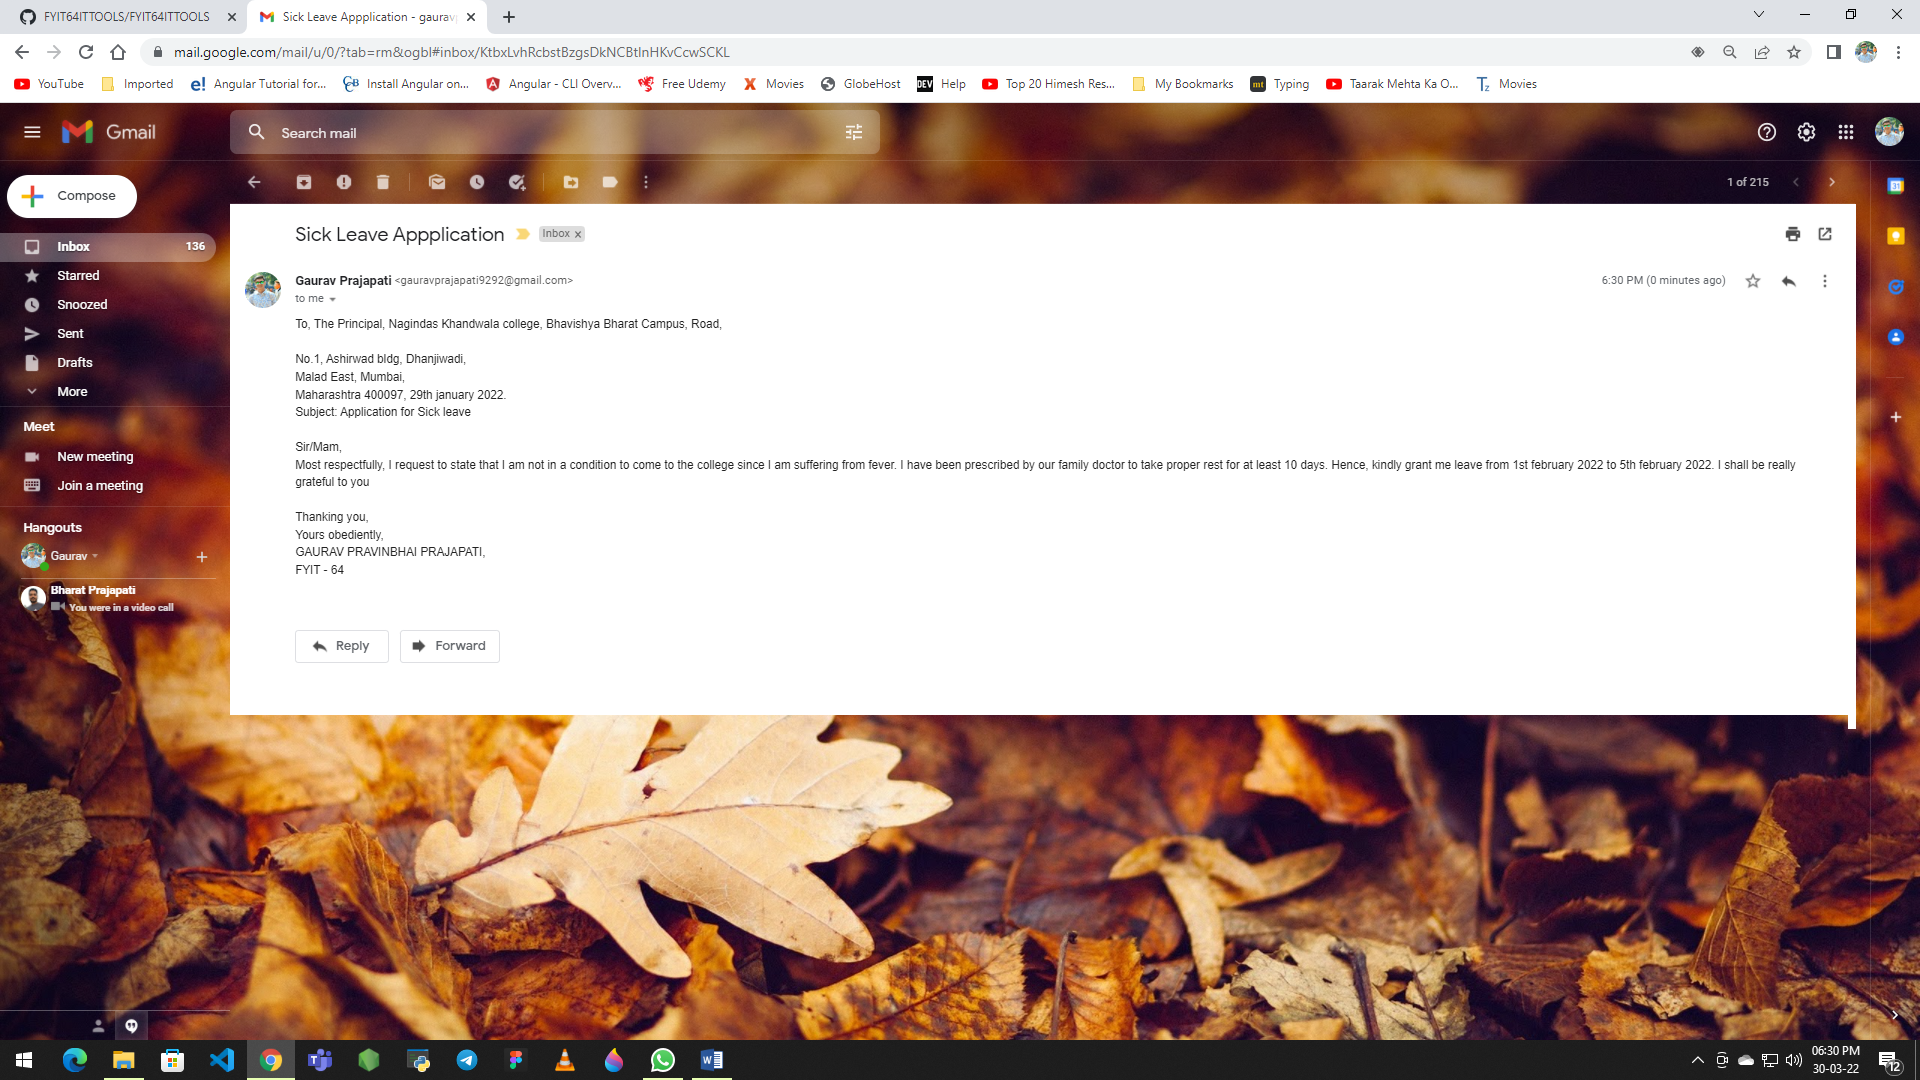 FYIT64ITTOOLS/FYIT64ITTOOLS
Sick Leave Appplication - gaurav
mail.google.com/mail/u/0/?tab=rm&ogbl#inbox/KtbxLvhRcbstBzgsDkNCBtlnHKvCcwSCKL
YouTube
Imported
Angular Tutorial for...
Install Angular on...
Angular - CLI Overv...
Free Udemy
Movies
GlobeHost
DEV Help
Top 20 Himesh Res...
My Bookmarks
mt Typing
Taarak Mehta Ka O...
Tz Movies
Gmail
Search mail
Compose
1 of 215
Inbox 136
Starred
Snoozed
Sent
Drafts
More
Meet
New meeting
Join a meeting
Hangouts
Gaurav
Bharat Prajapati
You were in a video call
Sick Leave Appplication
Inbox x
Gaurav Prajapati <gauravprajapati9292@gmail.com>
6:30 PM (0 minutes ago)
to me
To, The Principal, Nagindas Khandwala college, Bhavishya Bharat Campus, Road,
No.1, Ashirwad bldg, Dhanjiwadi,
Malad East, Mumbai,
Maharashtra 400097, 29th january 2022.
Subject: Application for Sick leave
Sir/Mam,
Most respectfully, I request to state that I am not in a condition to come to the college since I am suffering from fever. I have been prescribed by our family doctor to take proper rest for at least 10 days. Hence, kindly grant me leave from 1st february 2022 to 5th february 2022. I shall be really
grateful to you
Thanking you,
Yours obediently,
GAURAV PRAVINBHAI PRAJAPATI,
FYIT - 64
Reply
Forward
31
06:30 PM
30-03-22
12